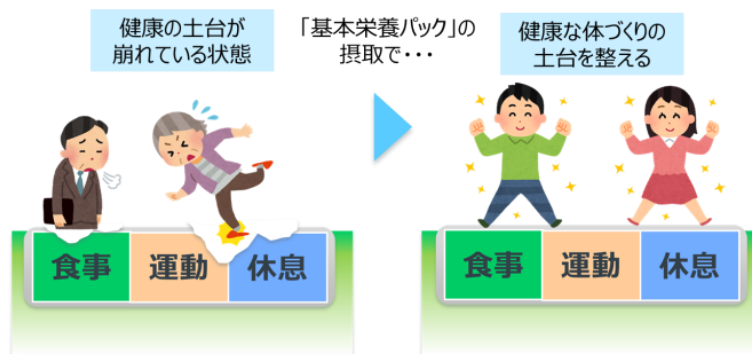 健康の土台が
崩れている状態
「基本栄養パック」の
摂取で・・・
健康な体づくりの
土台を整える
食事
運動
休息
食事
運動
休息